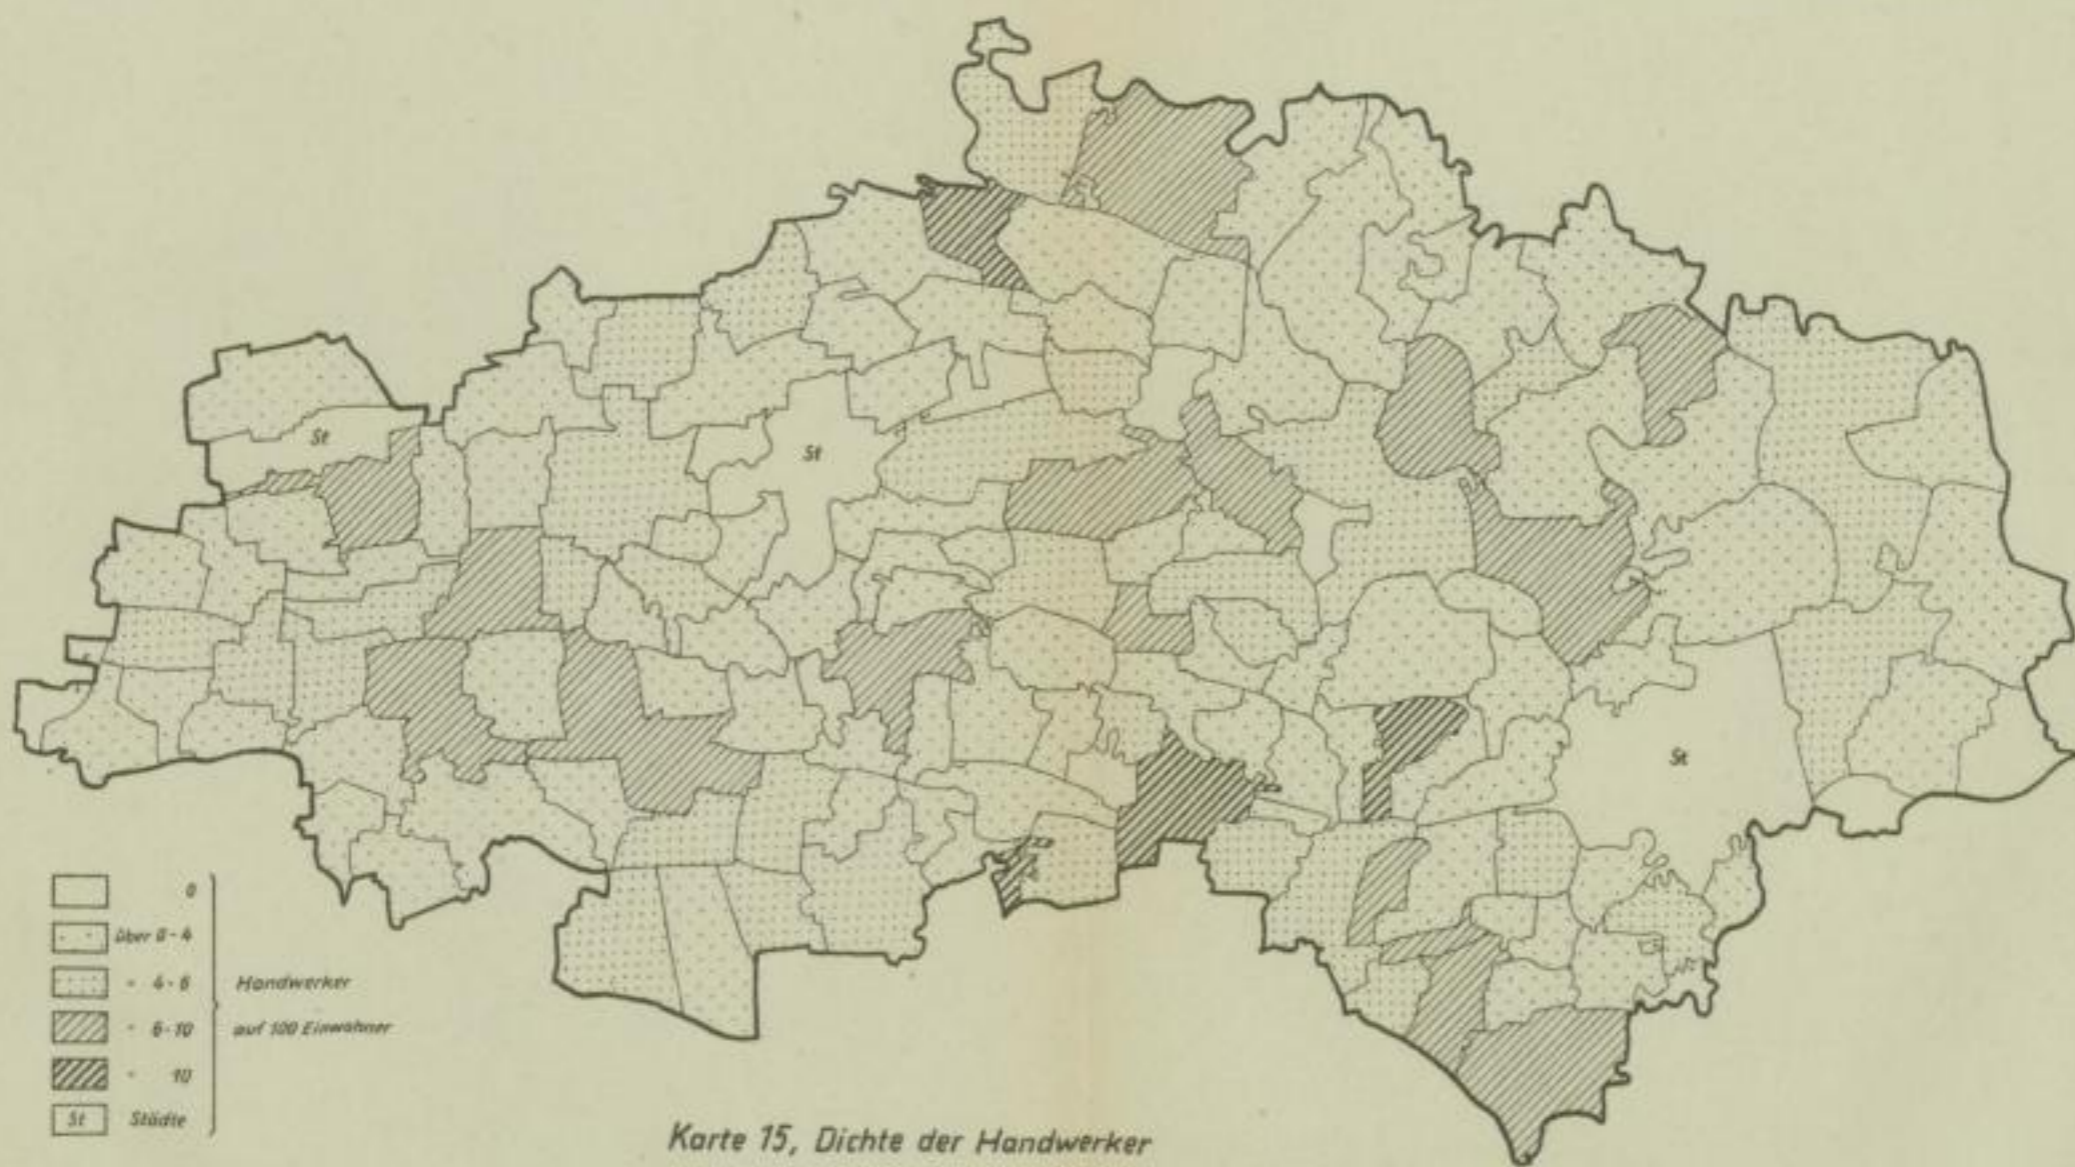 St
St
St
0
über 0-4
" 4-6
" 6-10
" 10
St Städte
Handwerker
auf 100 Einwohner
Karte 15, Dichte der Handwerker